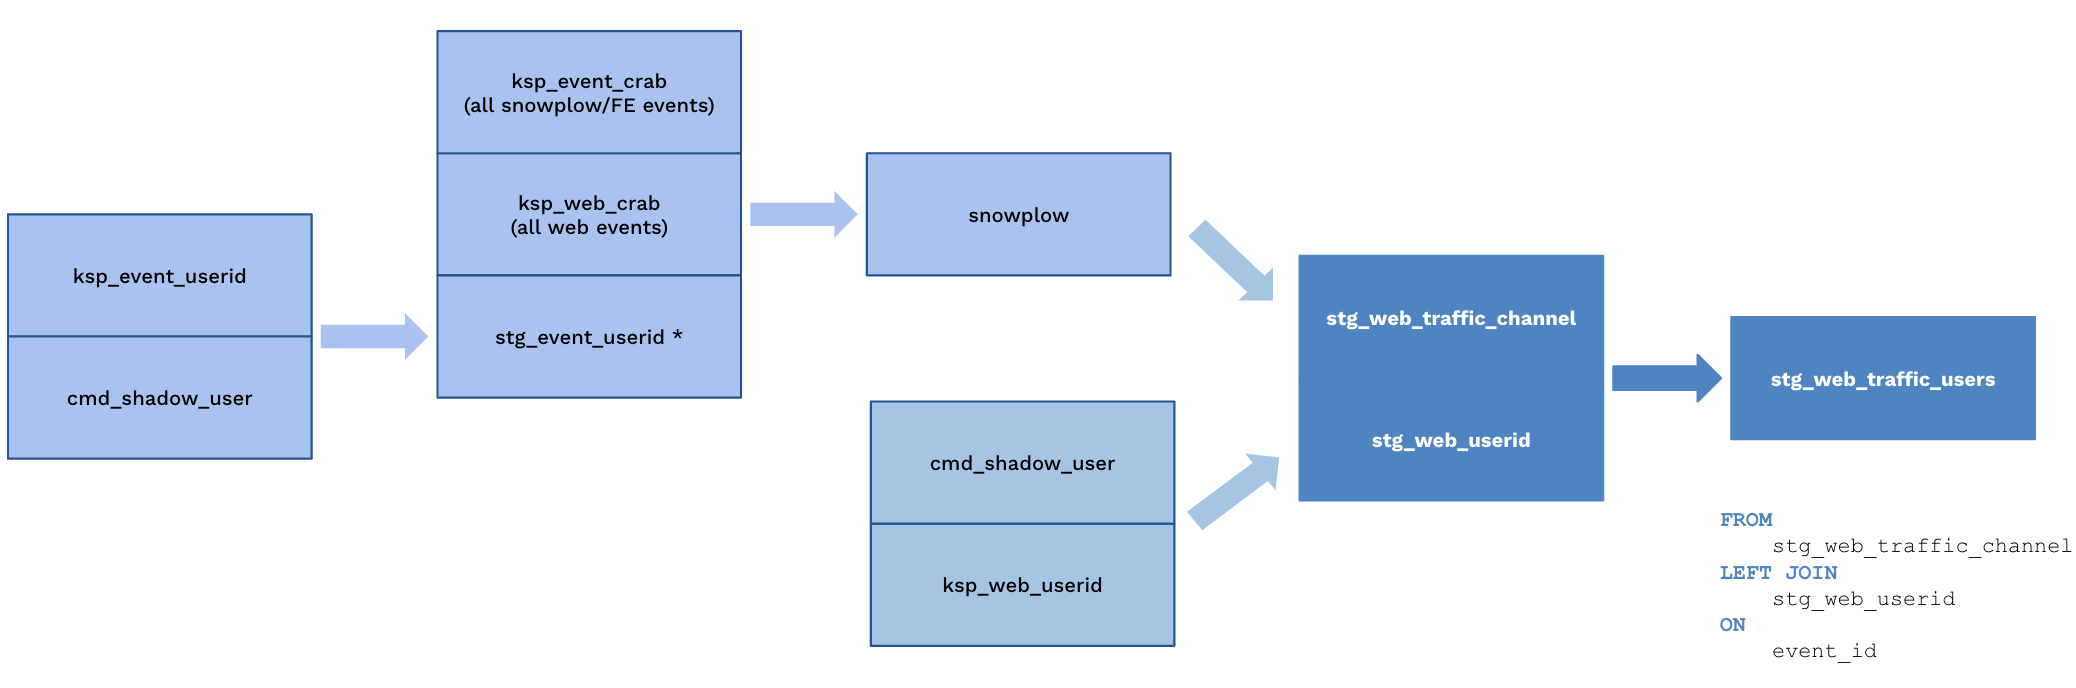 ksp_event_userid
cmd_shadow_user
ksp_event_crab
(all snowplow/FE events)
ksp_web_crab
(all web events)
stg_event_userid *
snowplow
cmd_shadow_user
ksp_web_userid
stg_web_traffic_channel
stg_web_userid
stg_web_traffic_users
FROM
stg_web_traffic_channel
LEFT JOIN
stg_web_userid
ON
event_id